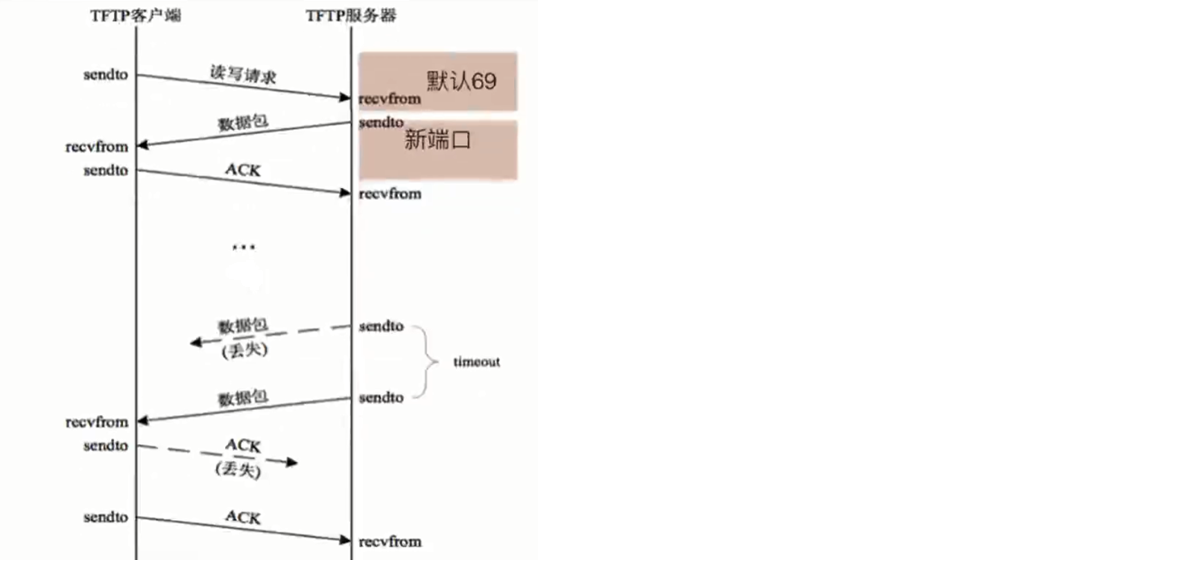 TFTP客户端 TFTP服务器
sendto 读写请求 默认69
recvfrom
数据包 sendto
新端口
recvfrom
sendto ACK
recvfrom
...
数据包 sendto
(丢失)
timeout
数据包 sendto
recvfrom
sendto ACK
(丢失)
sendto ACK
recvfrom